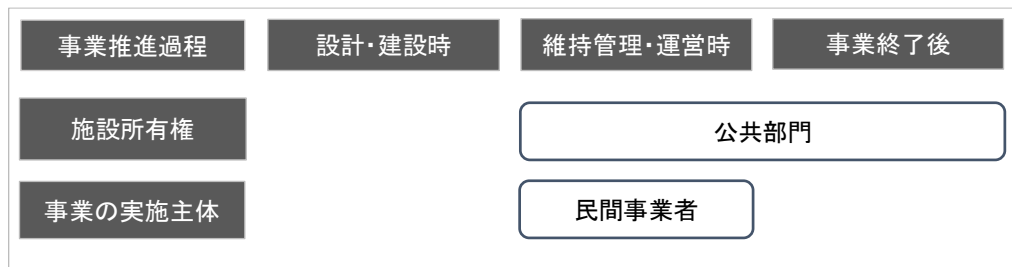 事業推進過程
設計・建設時
維持管理・運営時
事業終了後
施設所有権
公共部門
事業の実施主体
民間事業者